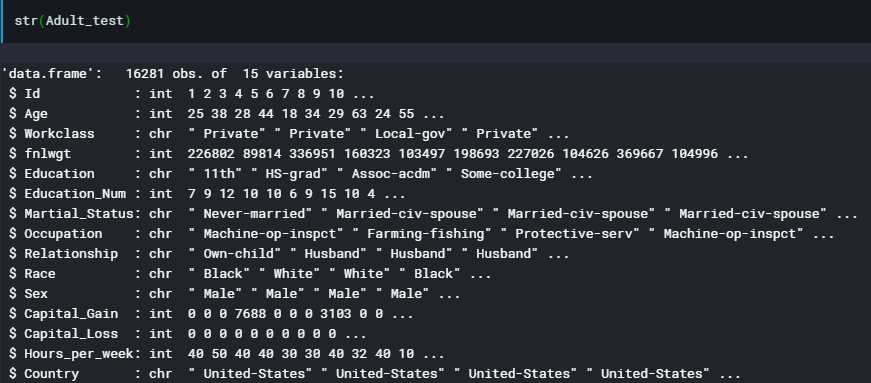 str(Adult_test)
'data.frame':   16281 obs. of  15 variables:
 $ Id            : int  1 2 3 4 5 6 7 8 9 10 ...
 $ Age           : int  25 38 28 44 18 34 29 63 24 55 ...
 $ Workclass     : chr  " Private" " Private" " Local-gov" " Private" ...
 $ fnlwgt        : int  226802 89814 336951 160323 103497 198693 227026 104626 369667 104996 ...
 $ Education     : chr  " 11th" " HS-grad" " Assoc-acdm" " Some-college" ...
 $ Education_Num : int  7 9 12 10 10 6 9 15 10 4 ...
 $ Martial_Status: chr  " Never-married" " Married-civ-spouse" " Married-civ-spouse" " Married-civ-spouse" ...
 $ Occupation    : chr  " Machine-op-inspct" " Farming-fishing" " Protective-serv" " Machine-op-inspct" ...
 $ Relationship  : chr  " Own-child" " Husband" " Husband" " Husband" ...
 $ Race          : chr  " Black" " White" " White" " Black" ...
 $ Sex           : chr  " Male" " Male" " Male" " Male" ...
 $ Capital_Gain  : int  0 0 0 7688 0 0 0 3103 0 0 ...
 $ Capital_Loss  : int  0 0 0 0 0 0 0 0 0 0 ...
 $ Hours_per_week: int  40 50 40 40 30 30 40 32 40 10 ...
 $ Country       : chr  " United-States" " United-States" " United-States" " United-States" ...